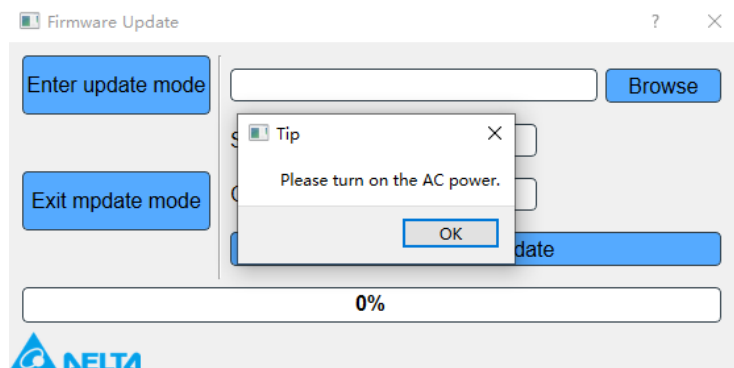 Firmware Update
?
Enter update mode
Browse
Tip
S
Please turn on the AC power.
Exit mpdate mode
OK
date
0%
NELTA